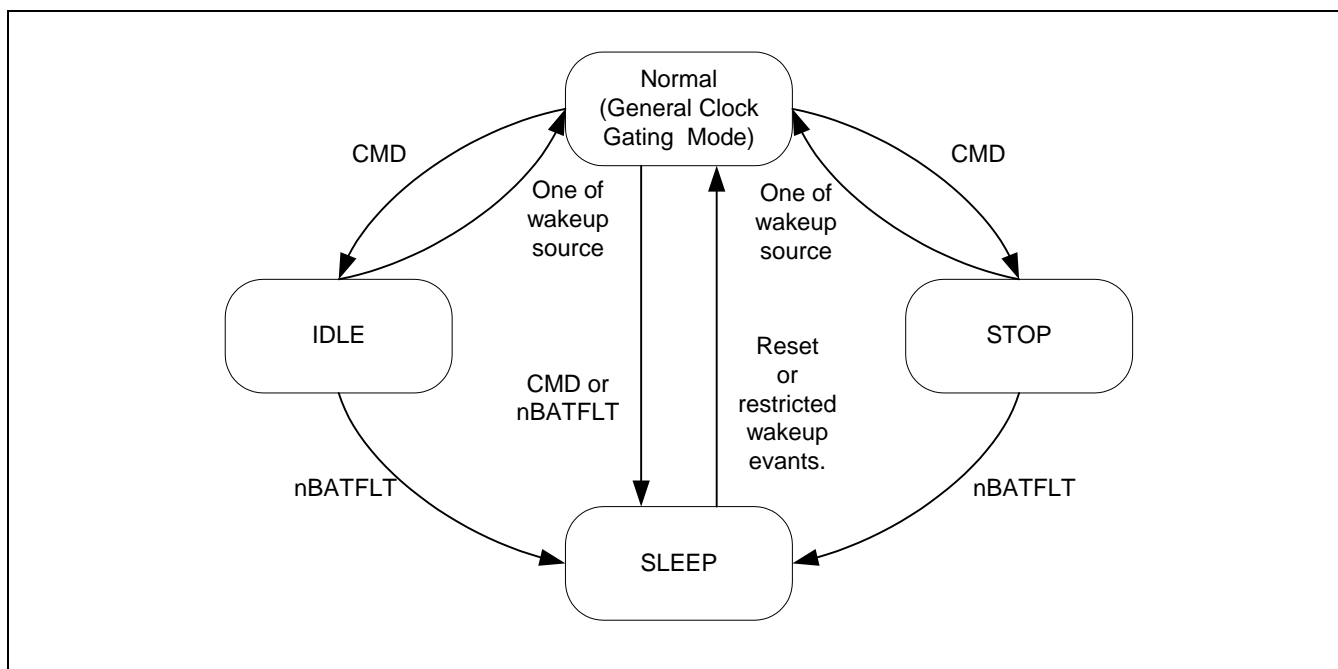 Normal
(General Clock
Gating Mode)
CMD
CMD
One of
wakeup
source
One of
wakeup
source
IDLE
STOP
CMD or
nBATFLT
Reset
or
restricted
wakeup
evants.
nBATFLT
nBATFLT
SLEEP